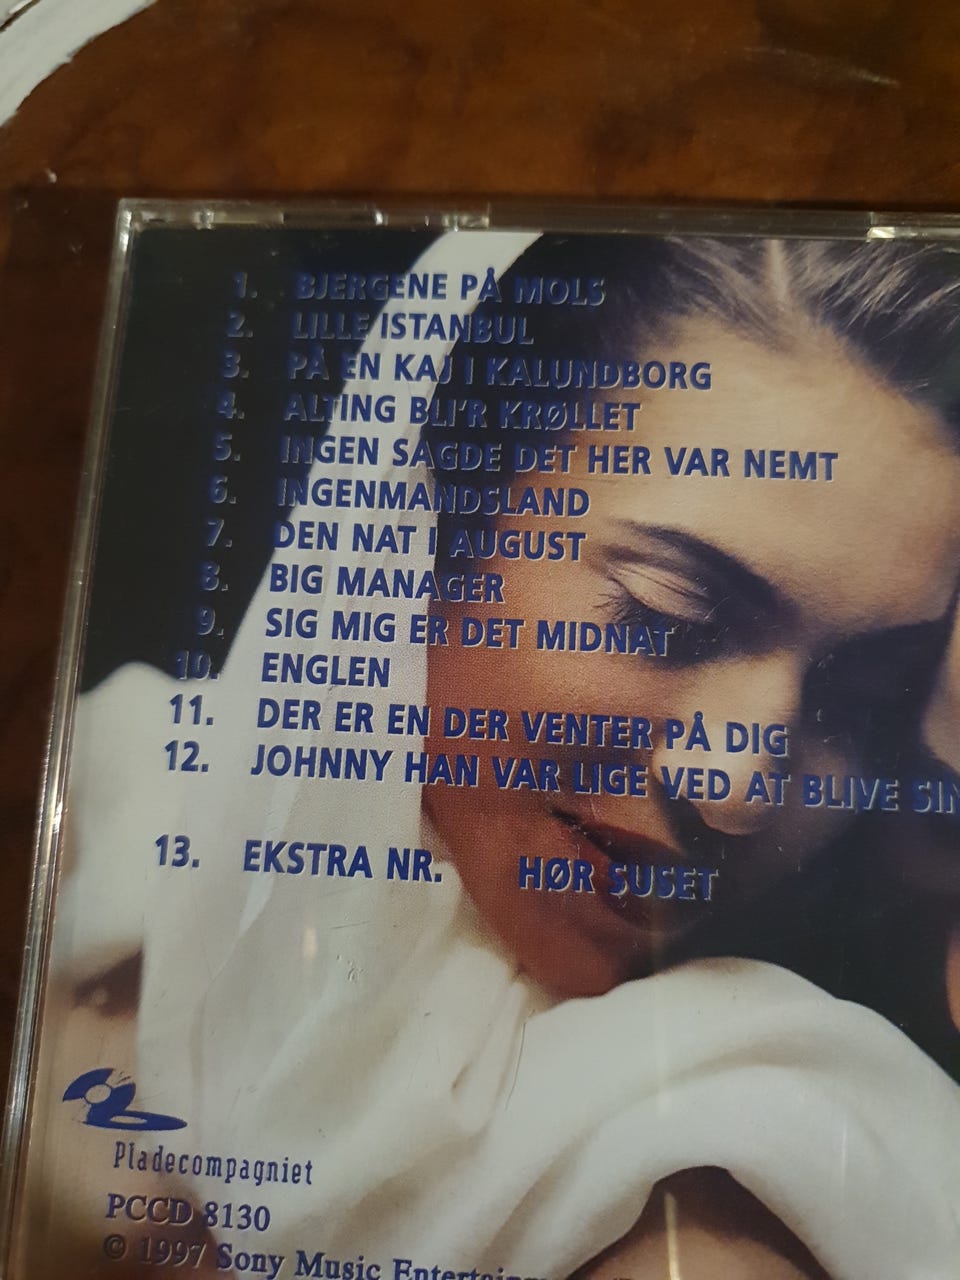 1. BJERGENE PÅ MOLS
2. LILLE ISTANBUL
3. PÅ EN KAJ I KALUNDBORG
4. ALTING BLI'R KRØLLET
5. INGEN SAGDE DET HER VAR NEMT
6. INGENMANDSLAND
7. DEN NAT I AUGUST
8. BIG MANAGER
9. SIG MIG ER DET MIDNAT
10. ENGLEN
11. DER ER EN DER VENTER PÅ DIG
12. JOHNNY HAN VAR LIGE VED AT BLIVE
13. EKSTRA NR. HØR SUSET
Pladecompagniet
PCCD 8130
© 1997 Sony Music